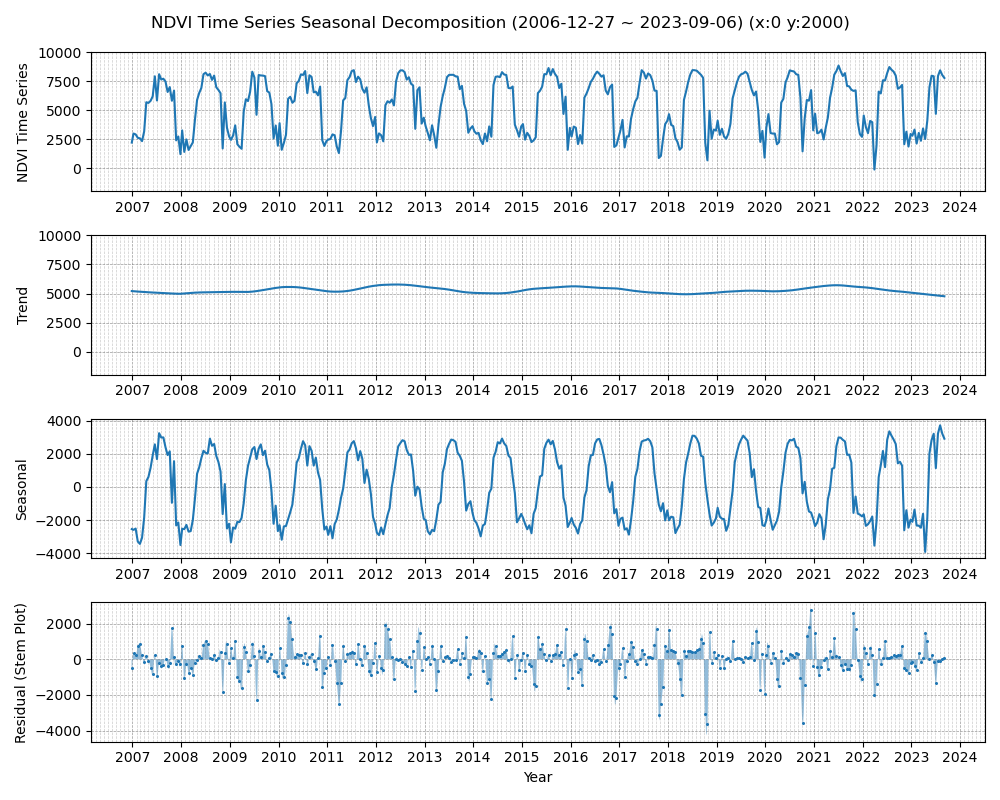 NDVI Time Series Seasonal Decomposition (2006-12-27 ~ 2023-09-06) (x:0 y:2000)
NDVI Time Series
10000
7500
5000
2500
0
2007 2008 2009 2010 2011 2012 2013 2014 2015 2016 2017 2018 2019 2020 2021 2022 2023 2024
Trend
10000
7500
5000
2500
0
2007 2008 2009 2010 2011 2012 2013 2014 2015 2016 2017 2018 2019 2020 2021 2022 2023 2024
Seasonal
4000
2000
0
−2000
−4000
2007 2008 2009 2010 2011 2012 2013 2014 2015 2016 2017 2018 2019 2020 2021 2022 2023 2024
Residual (Stem Plot)
2000
0
−2000
−4000
2007 2008 2009 2010 2011 2012 2013 2014 2015 2016 2017 2018 2019 2020 2021 2022 2023 2024
Year